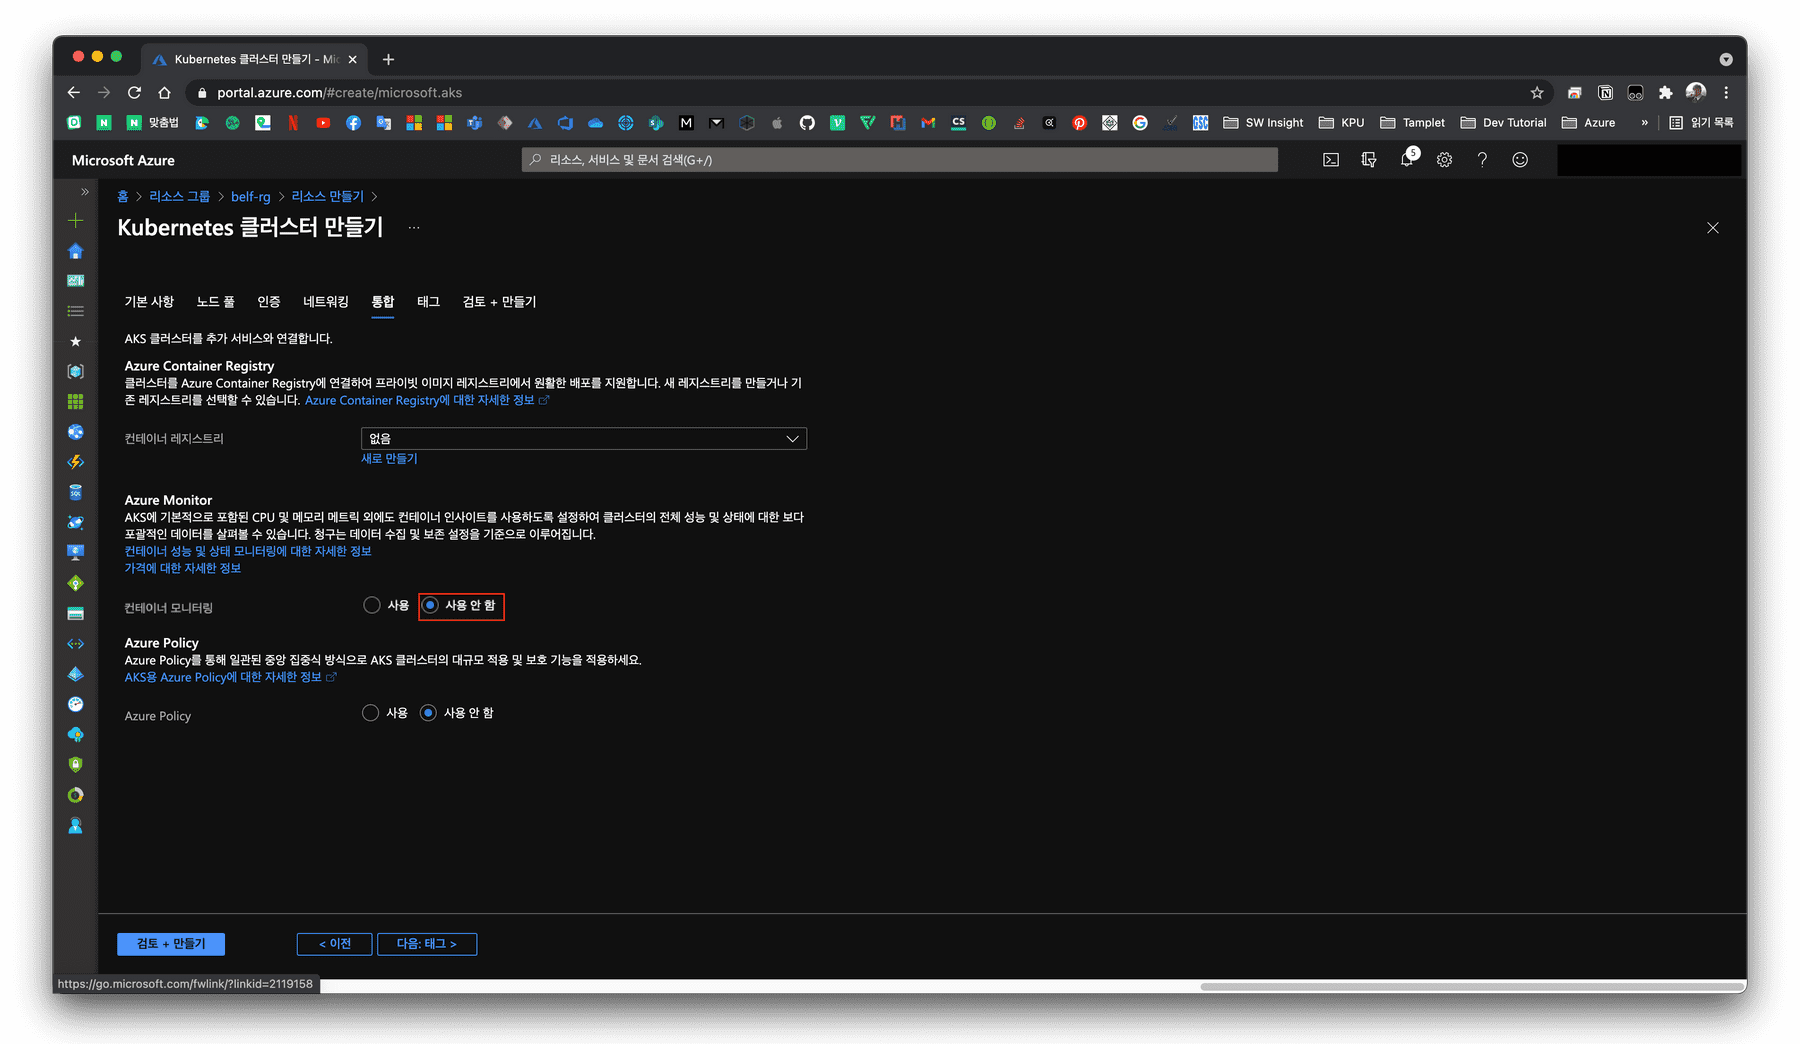 Kubernetes 클러스터 만들기 - Mic
portal.azure.com/#create/microsoft.aks
맞춤법
SW Insight
KPU
Tamplet
Dev Tutorial
Azure
»
읽기 목록
Microsoft Azure
리소스, 서비스 및 문서 검색(G+/)
5
홈 > 리소스 그룹 > belf-rg > 리소스 만들기 >
Kubernetes 클러스터 만들기 ...
기본 사항 노드 풀 인증 네트워킹 통합 태그 검토 + 만들기
AKS 클러스터를 추가 서비스와 연결합니다.
Azure Container Registry
클러스터를 Azure Container Registry에 연결하여 프라이빗 이미지 레지스트리에서 원활한 배포를 지원합니다. 새 레지스트리를 만들거나 기
존 레지스트리를 선택할 수 있습니다. Azure Container Registry에 대한 자세한 정보
컨테이너 레지스트리 없음
새로 만들기
Azure Monitor
AKS에 기본적으로 포함된 CPU 및 메모리 메트릭 외에도 컨테이너 인사이트를 사용하도록 설정하여 클러스터의 전체 성능 및 상태에 대한 보다
포괄적인 데이터를 살펴볼 수 있습니다. 청구는 데이터 수집 및 보존 설정을 기준으로 이루어집니다.
컨테이너 성능 및 상태 모니터링에 대한 자세한 정보
가격에 대한 자세한 정보
컨테이너 모니터링 사용 사용 안 함
Azure Policy
Azure Policy를 통해 일관된 중앙 집중식 방식으로 AKS 클러스터의 대규모 적용 및 보호 기능을 적용하세요.
AKS용 Azure Policy에 대한 자세한 정보
Azure Policy 사용 사용 안 함
검토 + 만들기 < 이전 다음: 태그 >
https://go.microsoft.com/fwlink/?linkid=2119158